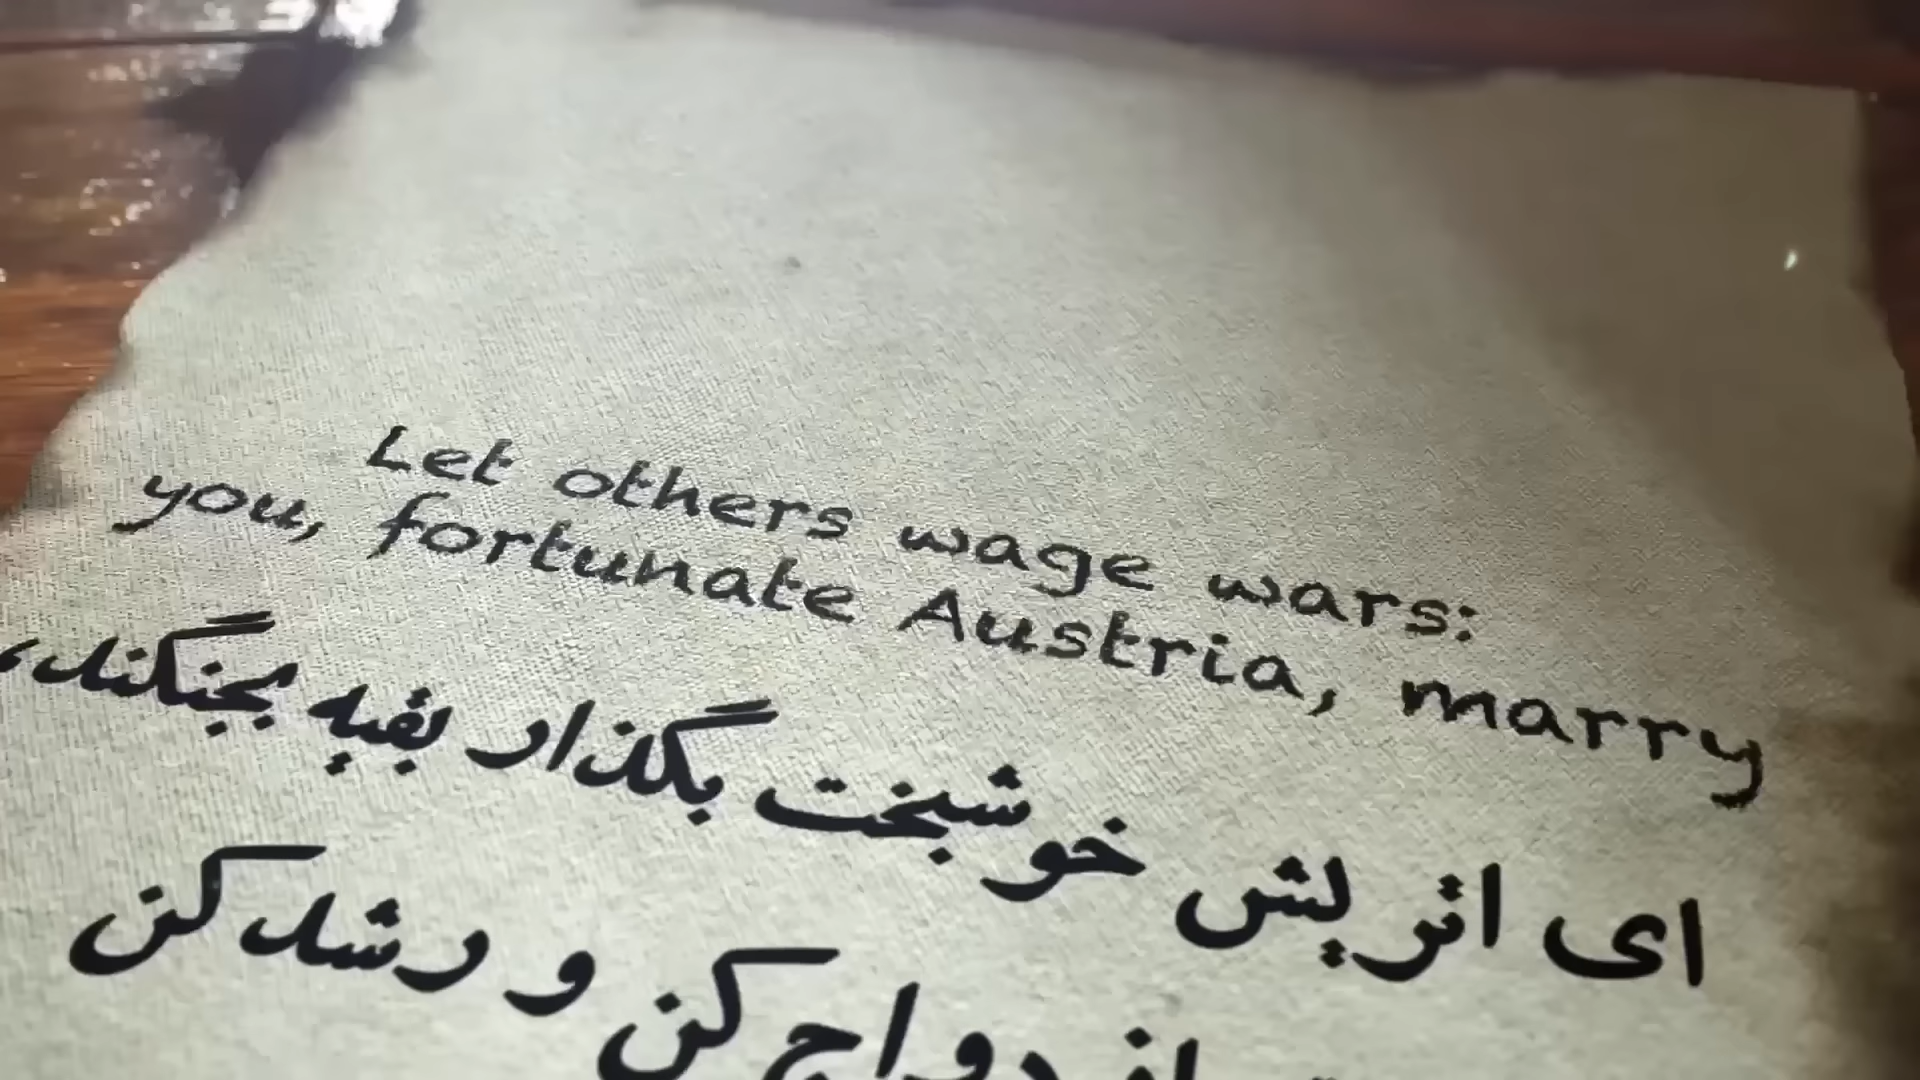 Let others wage wars:
you, fortunate Austria, marry
ای اتریش خوشبخت بگذار بقیه بجنگند،
ازدواج کن و رشد کن